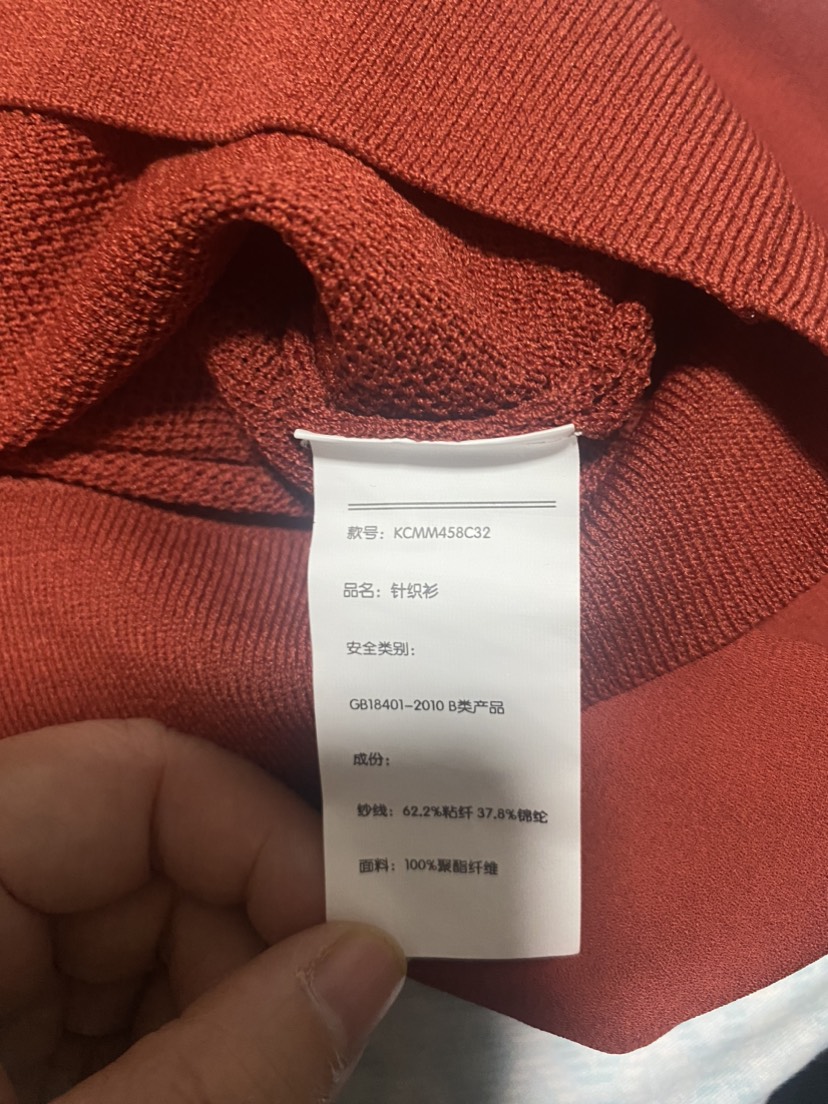 款号：KCMM458C32
品名：针织衫
安全类别：
GB18401-2010 B类产品
成份：
纱线：62.2%粘纤 37.8%锦纶
面料：100%聚酯纤维